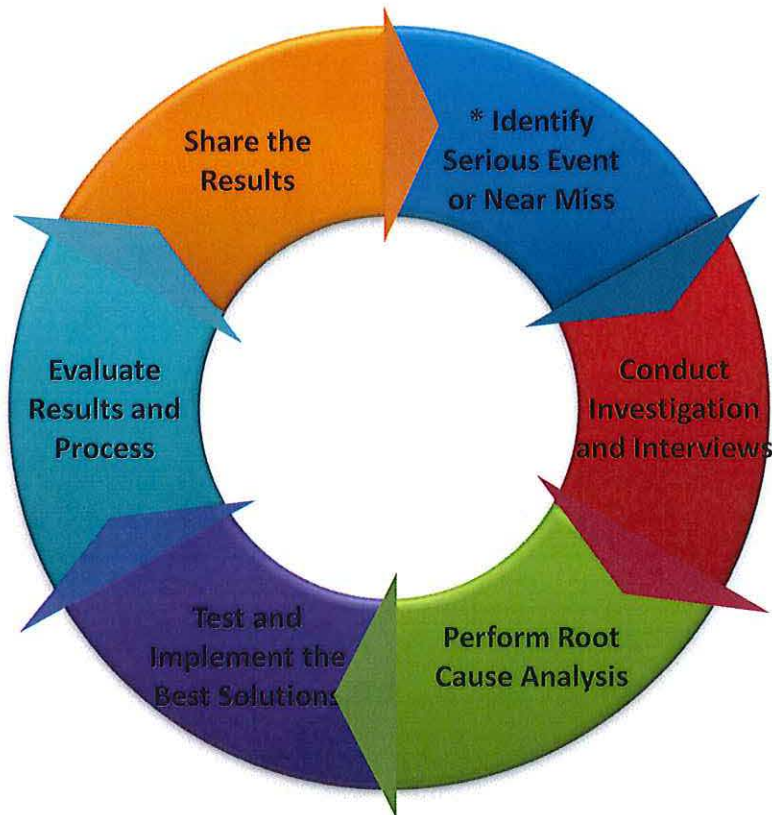 * Identify
Serious Event
or Near Miss
Conduct
Investigation
and Interviews
Perform Root
Cause Analysis
Test and
Implement the
Best Solutions
Evaluate
Results and
Process
Share the
Results